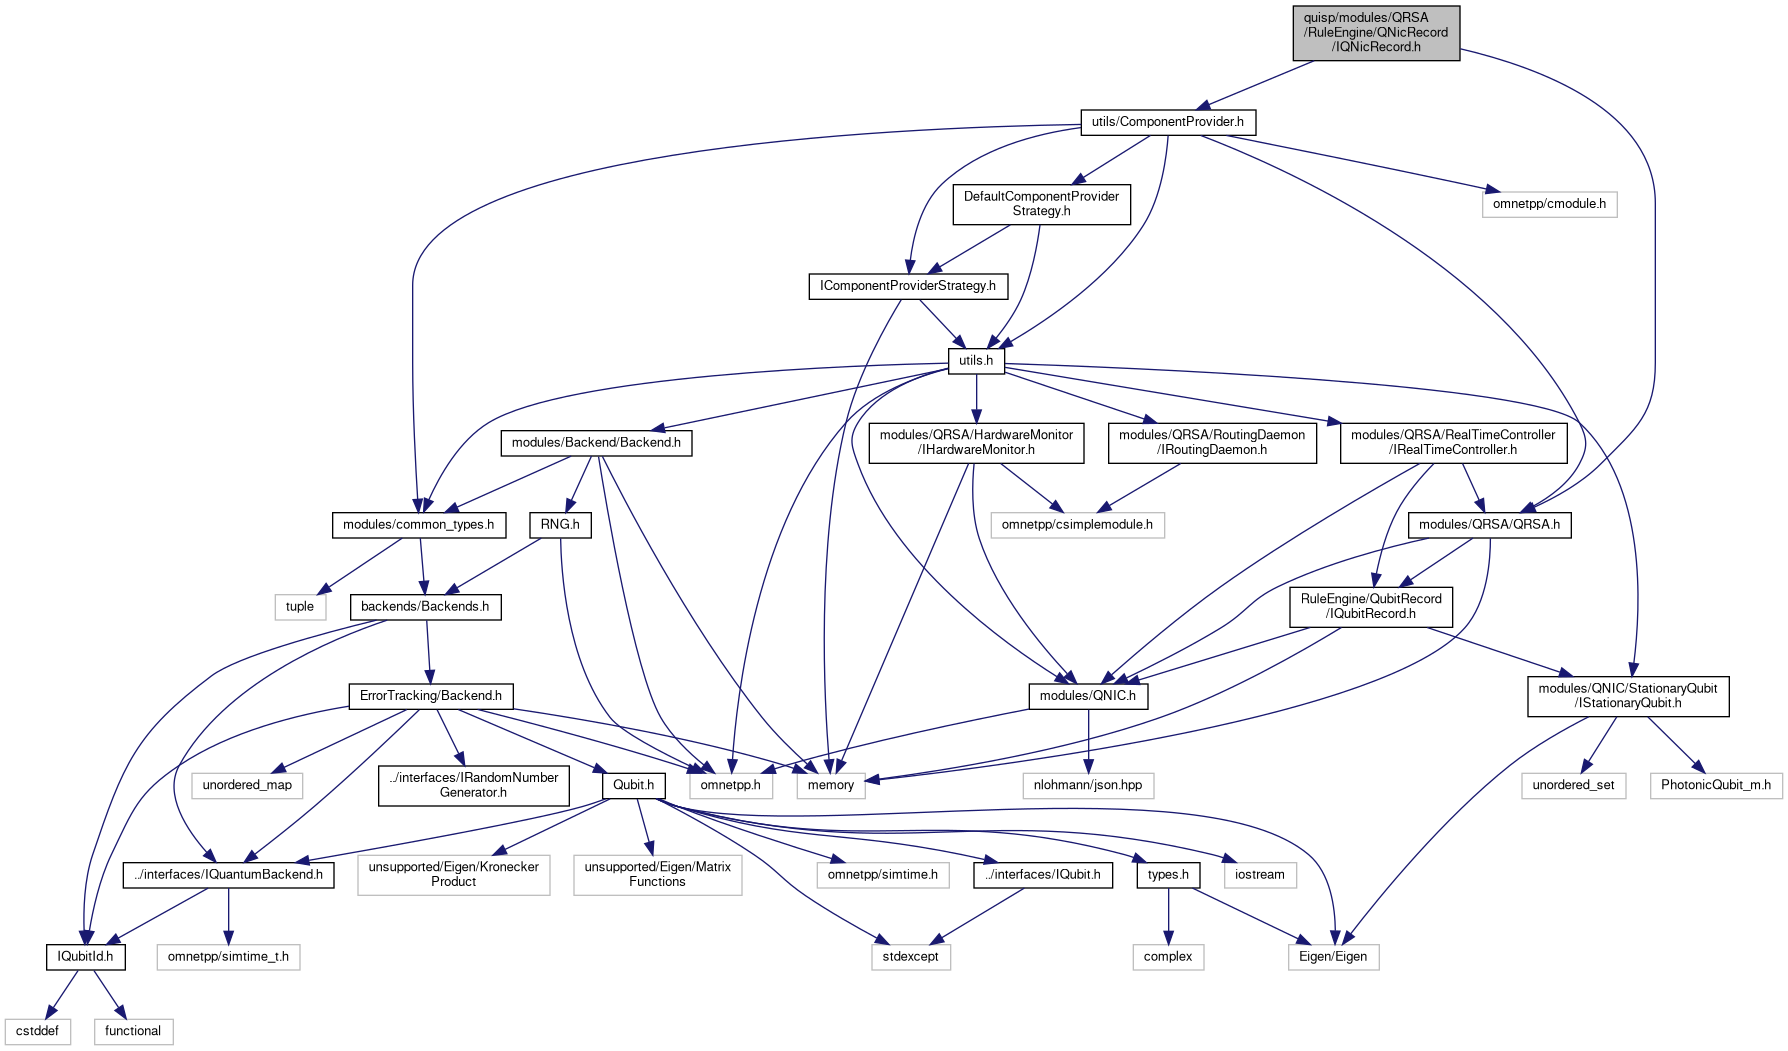 quisp/modules/QRSA
/RuleEngine/QNicRecord
/IQNicRecord.h
utils/ComponentProvider.h
DefaultComponentProvider
Strategy.h
omnetpp/cmodule.h
IComponentProviderStrategy.h
utils.h
modules/Backend/Backend.h
modules/QRSA/HardwareMonitor
/IHardwareMonitor.h
modules/QRSA/RoutingDaemon
/IRoutingDaemon.h
modules/QRSA/RealTimeController
/IRealTimeController.h
modules/common_types.h
RNG.h
omnetpp/csimplemodule.h
modules/QRSA/QRSA.h
tuple
backends/Backends.h
RuleEngine/QubitRecord
/IQubitRecord.h
ErrorTracking/Backend.h
modules/QNIC.h
modules/QNIC/StationaryQubit
/IStationaryQubit.h
unordered_map
../interfaces/IRandomNumber
Generator.h
Qubit.h
omnetpp.h
memory
nlohmann/json.hpp
unordered_set
PhotonicQubit_m.h
../interfaces/IQuantumBackend.h
unsupported/Eigen/Kronecker
Product
unsupported/Eigen/Matrix
Functions
omnetpp/simtime.h
../interfaces/IQubit.h
types.h
iostream
IQubitId.h
omnetpp/simtime_t.h
stdexcept
complex
Eigen/Eigen
cstddef
functional